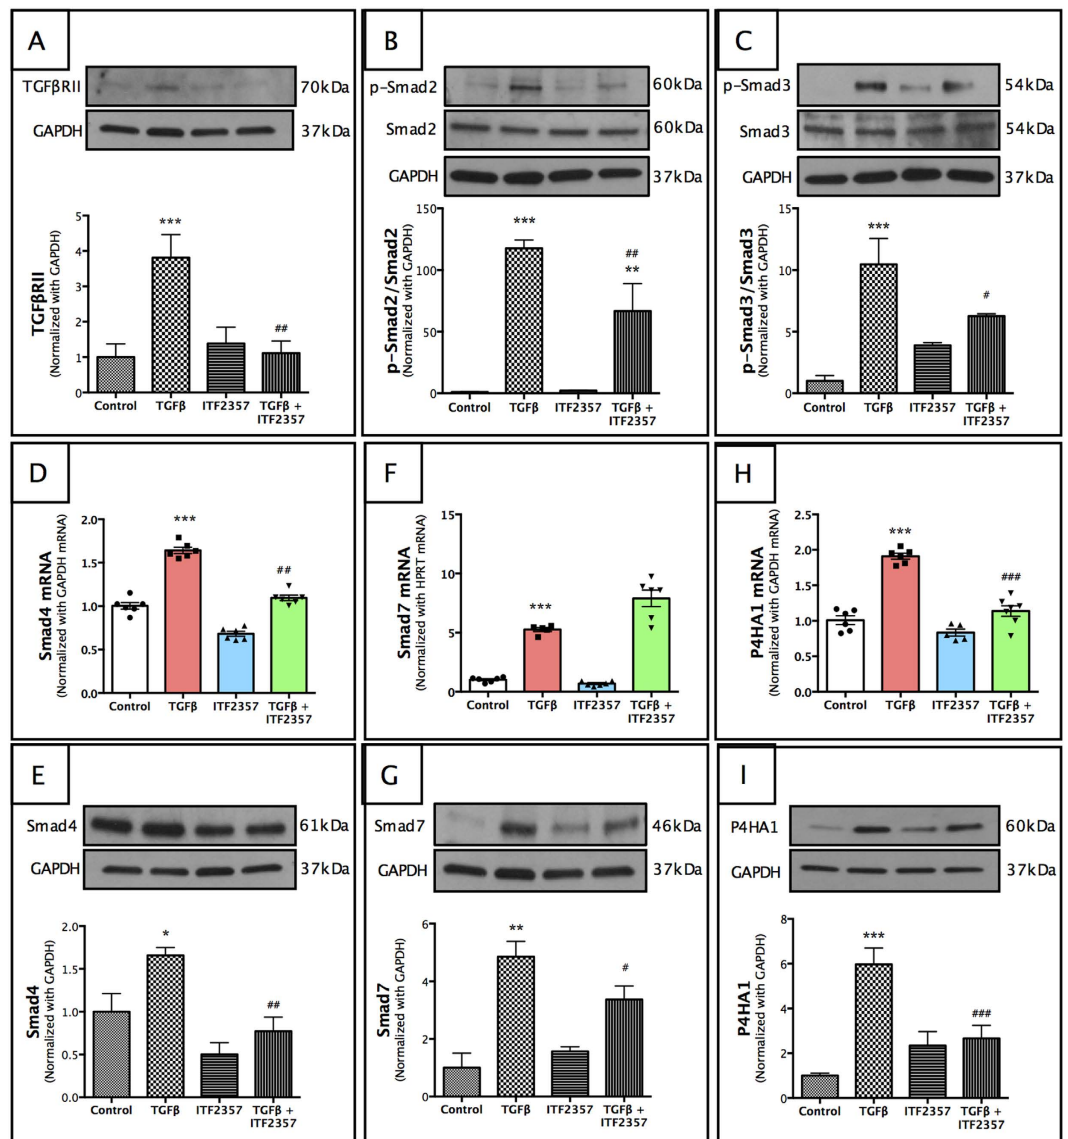 A
TGFβRII 70kDa
GAPDH 37kDa
TGFβRII
(Normalized with GAPDH)
5
4
3
2
1
0
***
##
Control TGFβ ITF2357 TGFβ +
ITF2357
B
p-Smad2 60kDa
Smad2 60kDa
GAPDH 37kDa
p-Smad2/Smad2
(Normalized with GAPDH)
150
100
50
0
***
##
**
Control TGFβ ITF2357 TGFβ +
ITF2357
C
p-Smad3 54kDa
Smad3 54kDa
GAPDH 37kDa
p-Smad3/Smad3
(Normalized with GAPDH)
15
10
5
0
***
#
Control TGFβ ITF2357 TGFβ +
ITF2357
D
Smad4 mRNA
(Normalized with GAPDH mRNA)
2.0
1.5
1.0
0.5
0.0
***
##
Control TGFβ ITF2357 TGFβ +
ITF2357
F
Smad7 mRNA
(Normalized with HPRT mRNA)
15
10
5
0
***
Control TGFβ ITF2357 TGFβ +
ITF2357
H
P4HA1 mRNA
(Normalized with GAPDH mRNA)
2.5
2.0
1.5
1.0
0.5
0.0
***
###
Control TGFβ ITF2357 TGFβ +
ITF2357
E
Smad4 61kDa
GAPDH 37kDa
Smad4
(Normalized with GAPDH)
2.0
1.5
1.0
0.5
0.0
*
##
Control TGFβ ITF2357 TGFβ +
ITF2357
G
Smad7 46kDa
GAPDH 37kDa
Smad7
(Normalized with GAPDH)
6
4
2
0
**
#
Control TGFβ ITF2357 TGFβ +
ITF2357
I
P4HA1 60kDa
GAPDH 37kDa
P4HA1
(Normalized with GAPDH)
8
6
4
2
0
***
###
Control TGFβ ITF2357 TGFβ +
ITF2357